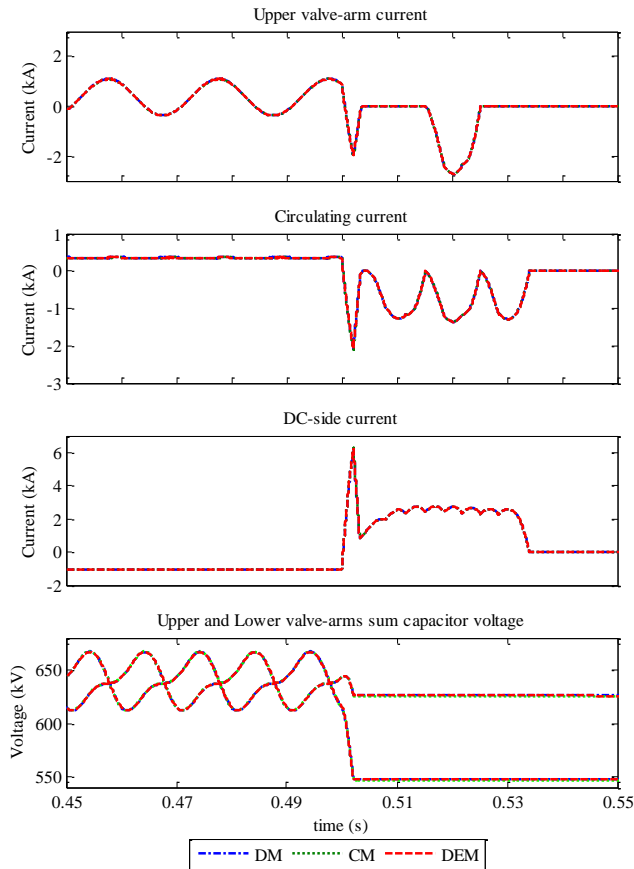 Upper valve-arm current
Current (kA)
2
0
-2
Circulating current
Current (kA)
1
0
-1
-2
-3
DC-side current
Current (kA)
6
4
2
0
-2
Upper and Lower valve-arms sum capacitor voltage
Voltage (kV)
650
600
550
0.45 0.47 0.49 0.51 0.53 0.55
time (s)
DM CM DEM